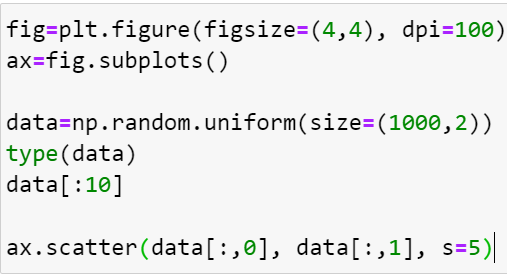 fig=plt.figure(figsize=(4,4), dpi=100)
ax=fig.subplots()
data=np.random.uniform(size=(1000,2))
type(data)
data[:10]
ax.scatter(data[:,0], data[:,1], s=5)